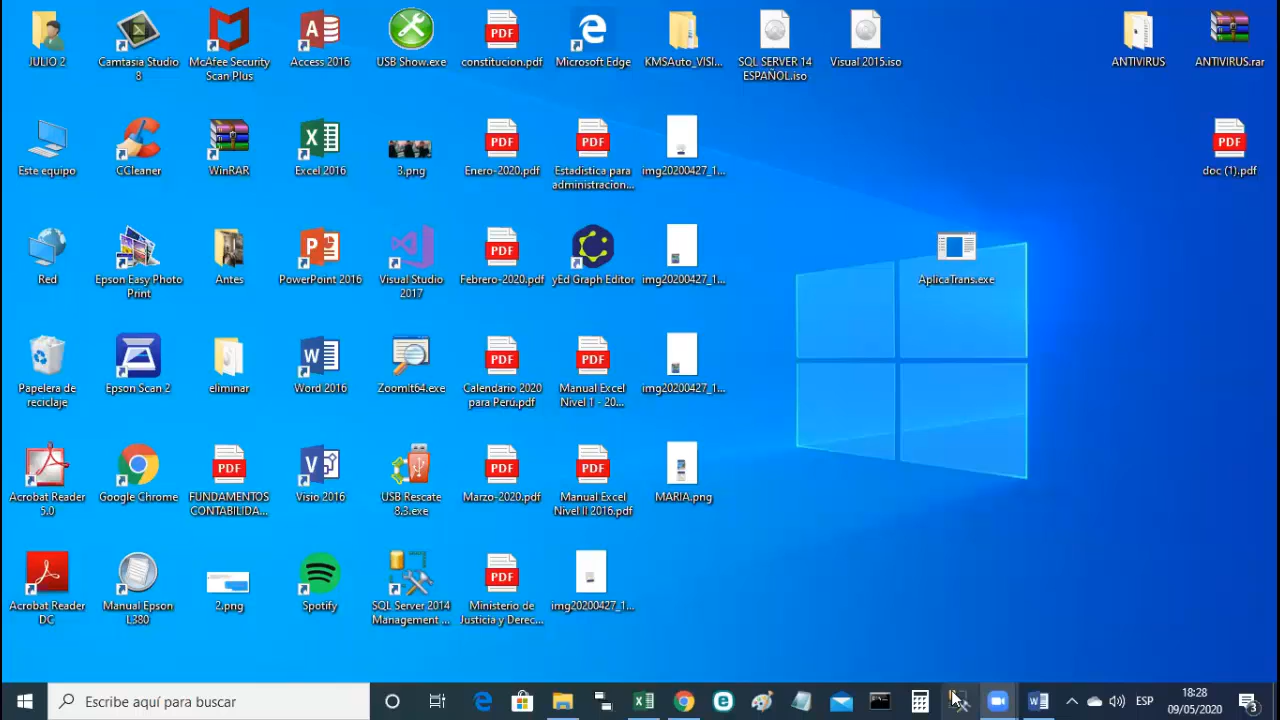 JULIO 2
Camtasia Studio
8
McAfee Security
Scan Plus
Access 2016
USB Show.exe
constitucion.pdf
Microsoft Edge
KMSAuto_VISI...
SQL SERVER 14
ESPAÑOL.iso
Visual 2015.iso
ANTIVIRUS
ANTIVIRUS.rar
Este equipo
CCleaner
WinRAR
Excel 2016
3.png
PDF
Enero-2020.pdf
PDF
Estadistica para
administracion...
img20200427_1...
PDF
doc (1).pdf
Red
Epson Easy Photo
Print
Antes
PowerPoint 2016
Visual Studio
2017
PDF
Febrero-2020.pdf
yEd Graph Editor
img20200427_1...
AplicaTrans.exe
Papelera de
reciclaje
Epson Scan 2
eliminar
Word 2016
ZoomIt64.exe
PDF
Calendario 2020
para Perú.pdf
PDF
Manual Excel
Nivel 1 - 20...
img20200427_1...
Acrobat Reader
5.0
Google Chrome
PDF
FUNDAMENTOS
CONTABILIDA...
Visio 2016
USB Rescate
8.3.exe
PDF
Marzo-2020.pdf
PDF
Manual Excel
Nivel II 2016.pdf
MARIA.png
Acrobat Reader
DC
Manual Epson
L380
2.png
Spotify
SQL Server 2014
Management ...
PDF
Ministerio de
Justicia y Derec...
img20200427_1...
Escribe aquí para buscar
ESP
18:28
09/05/2020
3